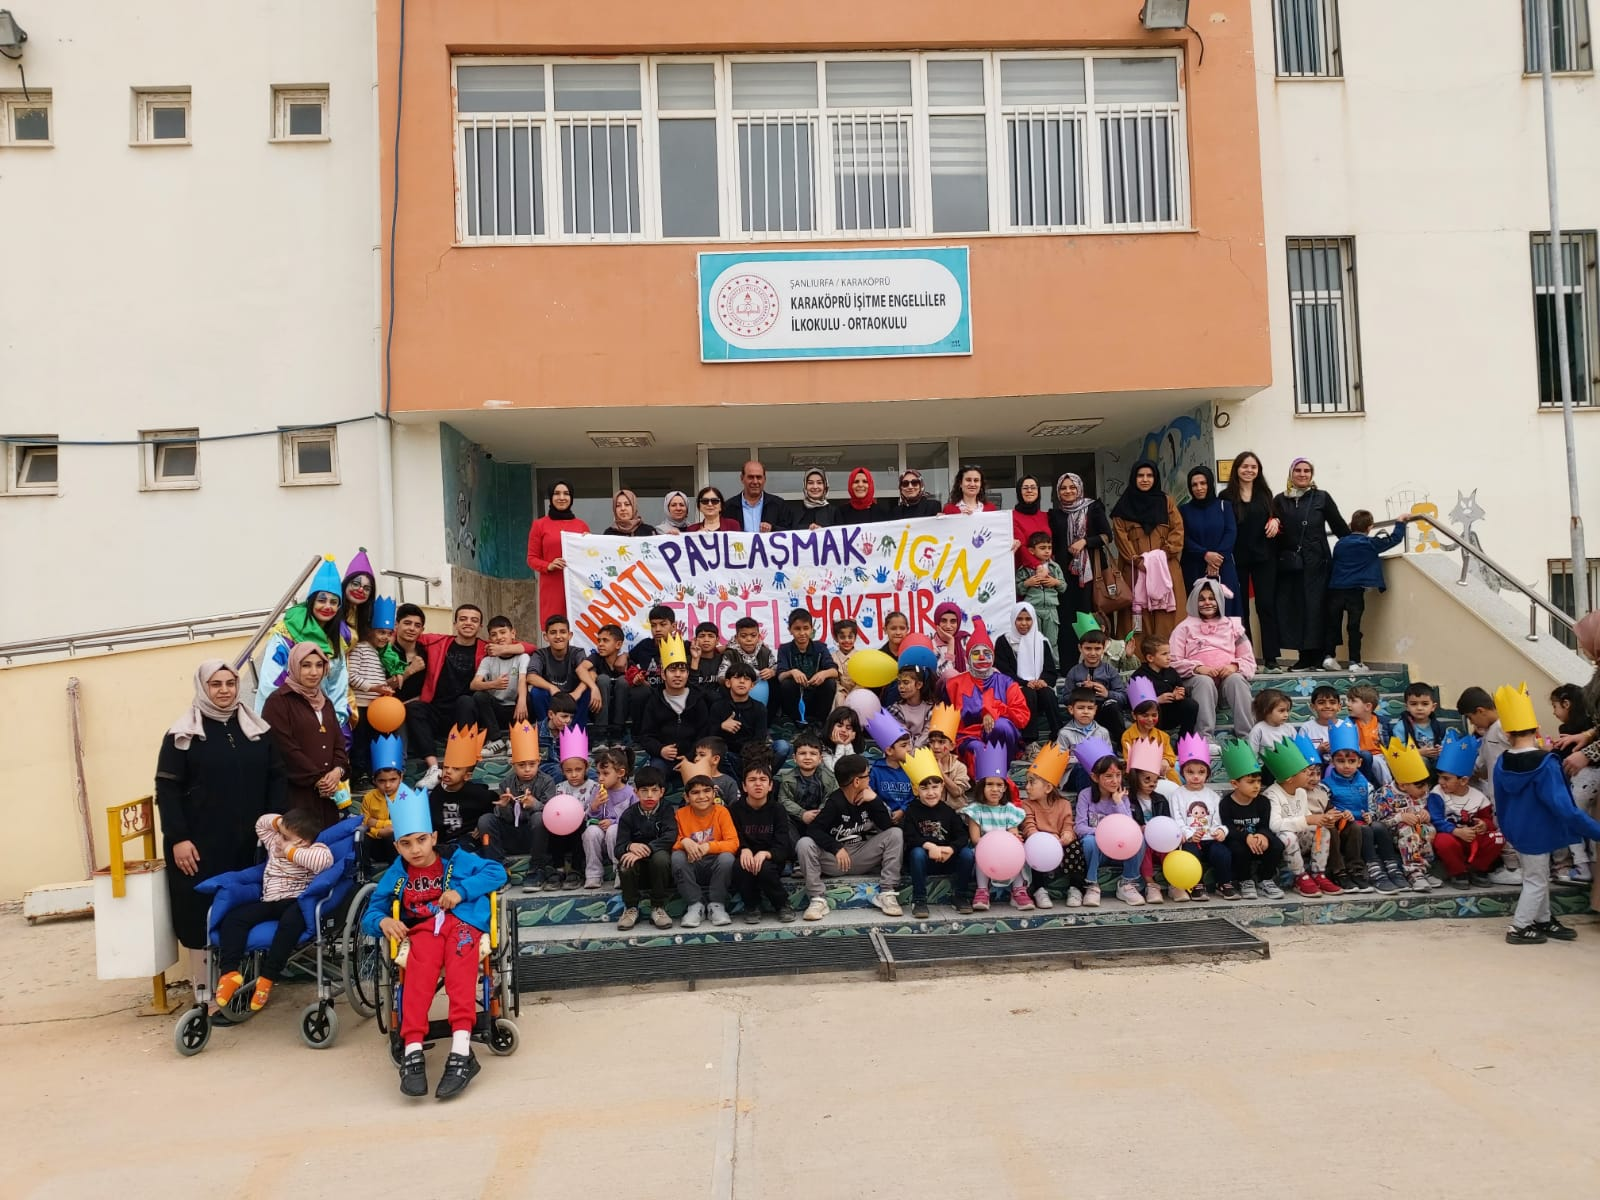 ŞANLIURFA / KARAKÖPRÜ
KARAKÖPRÜ İŞİTME ENGELLİLER
İLKOKULU - ORTAOKULU
HAYATI PAYLAŞMAK İÇİN
ENGEL YOKTUR